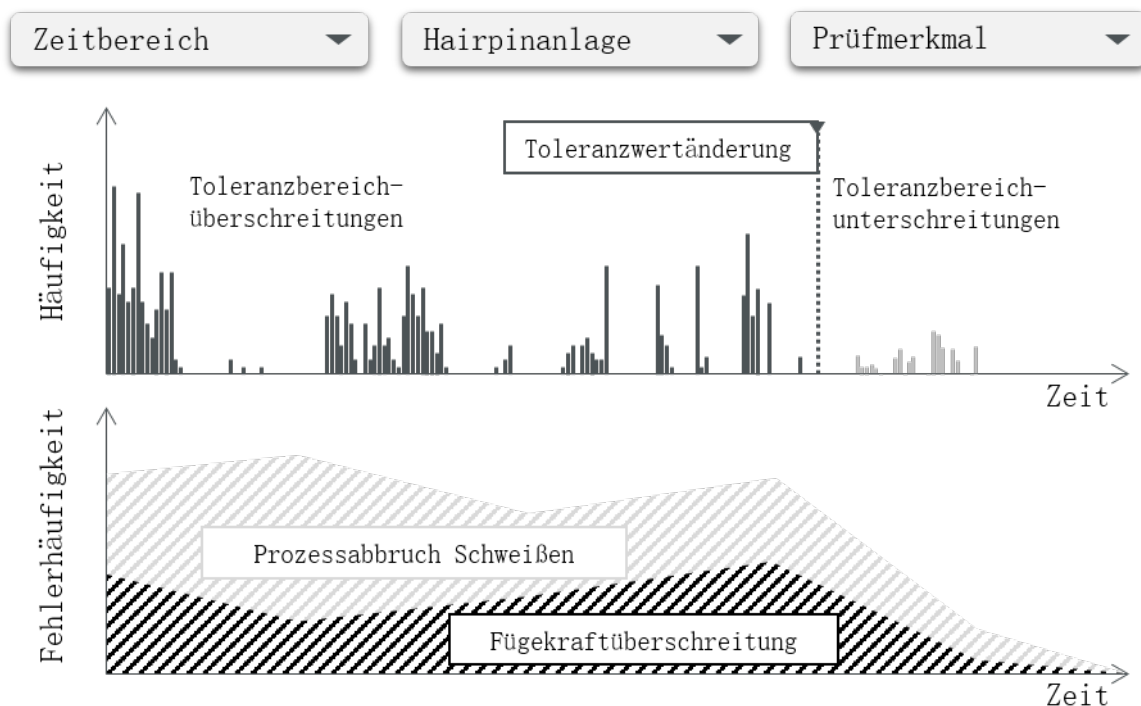 Zeitbereich
Hairpinanlage
Prüfmerkmal
Häufigkeit
Toleranzbereich-
überschreitungen
Toleranzwertänderung
Toleranzbereich-
unterschreitungen
Zeit
Fehlerhäufigkeit
Prozessabbruch Schweißen
Fügekraftüberschreitung
Zeit